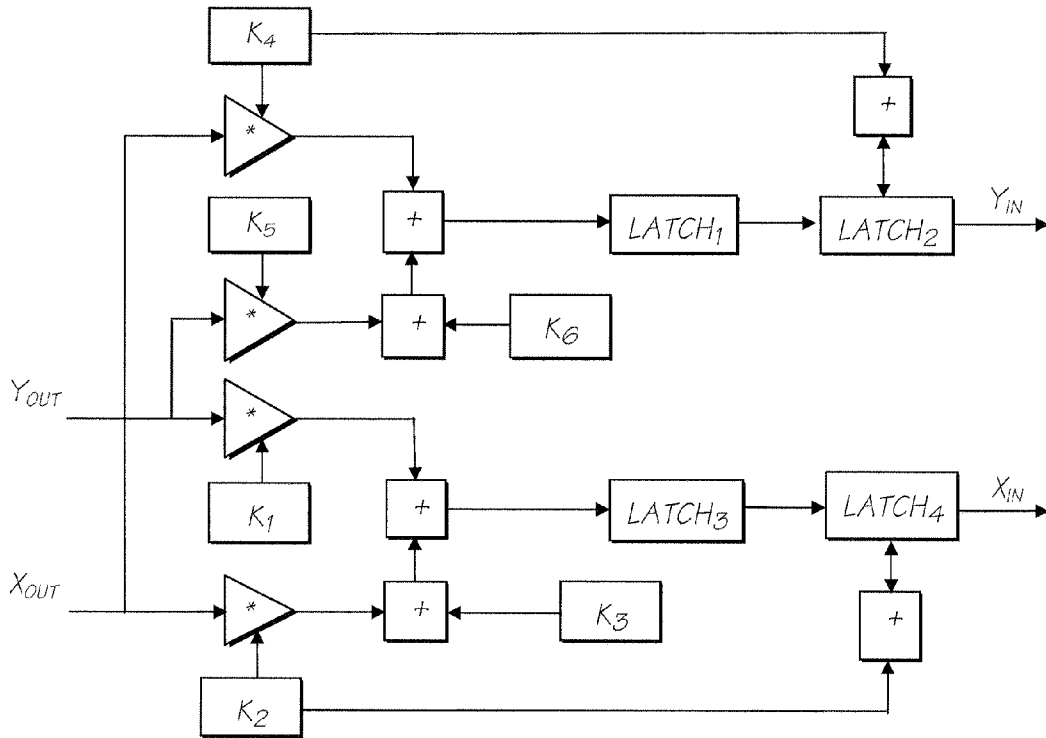 K4
+
*
K5
+
LATCH1
LATCH2
YIN
*
+
K6
YOUT
*
K1
+
LATCH3
LATCH4
XIN
XOUT
*
+
K3
+
K2